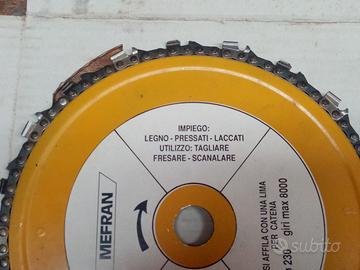 IMPIEGO:
LEGNO - PRESSATI - LACCATI
UTILIZZO: TAGLIARE
FRESARE - SCANALARE
MEFRAN
SI AFFILA CON UNA LIMA
PER CATENA
230 giri max 8000
subito